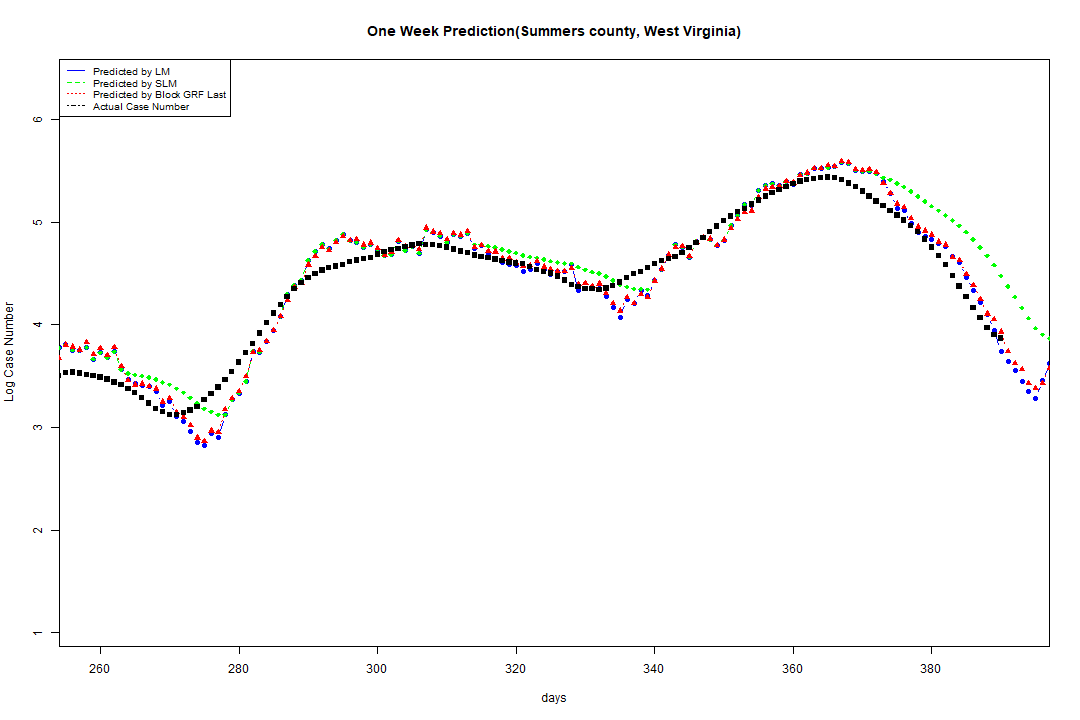 One Week Prediction(Summers county, West Virginia)
Predicted by LM
Predicted by SLM
Predicted by Block GRF Last
Actual Case Number
6
5
4
3
2
1
Log Case Number
260 280 300 320 340 360 380
days